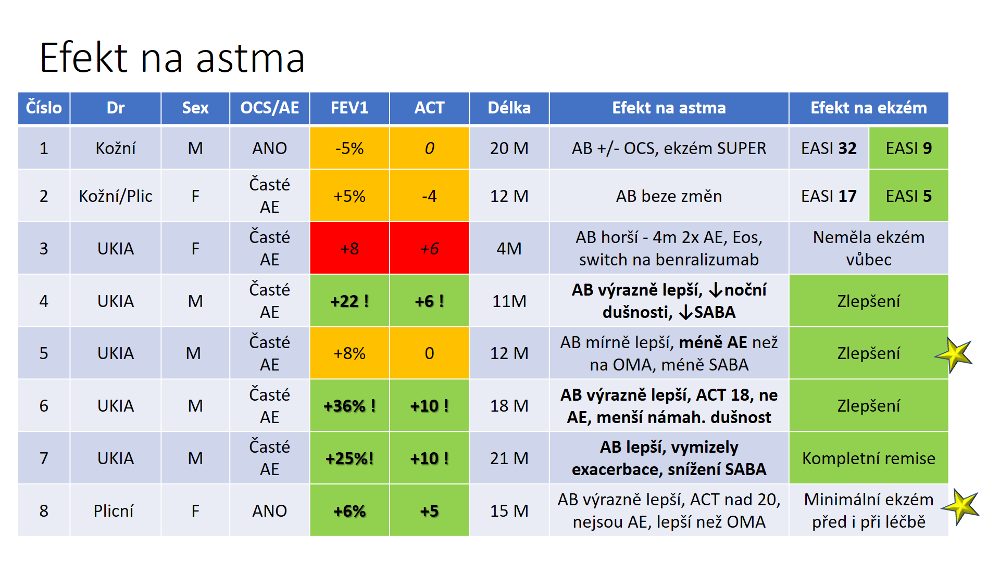 Efekt na astma
Číslo Dr Sex OCS/AE FEV1 ACT Délka Efekt na astma Efekt na ekzém
1 Kožní M ANO -5% 0 20 M AB +/- OCS, ekzém SUPER EASI 32 EASI 9
2 Kožní/Plic F Časté AE +5% -4 12 M AB beze změn EASI 17 EASI 5
3 UKIA F Časté AE +8 +6 4M AB horší - 4m 2x AE, Eos, switch na benralizumab Neměla ekzém vůbec
4 UKIA M Časté AE +22 ! +6 ! 11M AB výrazně lepší, ↓noční dušnosti, ↓SABA Zlepšení
5 UKIA M Časté AE +8% 0 12 M AB mírně lepší, méně AE než na OMA, méně SABA Zlepšení
6 UKIA M Časté AE +36% ! +10 ! 18 M AB výrazně lepší, ACT 18, ne AE, menší námah. dušnost Zlepšení
7 UKIA M Časté AE +25%! +10 ! 21 M AB lepší, vymizely exacerbace, snížení SABA Kompletní remise
8 Plicní F ANO +6% +5 15 M AB výrazně lepší, ACT nad 20, nejsou AE, lepší než OMA Minimální ekzém před i při léčbě